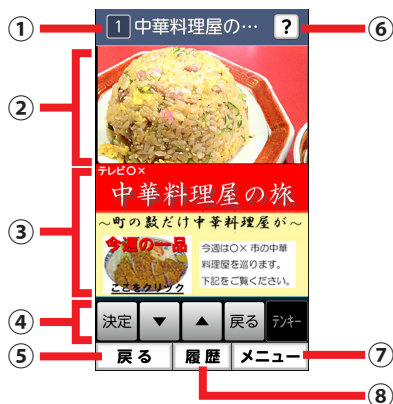 ① 1 中華料理屋の… ? ⑥
②
テレビ○×
中華料理屋の旅
～町の数だけ中華料理屋が～
③
今週の一品
ここをクリック
今週は○× 市の中華
料理屋を巡ります。
下記をご覧ください。
④ 決定 ▼ ▲ 戻る テンキー
⑤ 戻る 履歴 メニュー ⑦
⑧